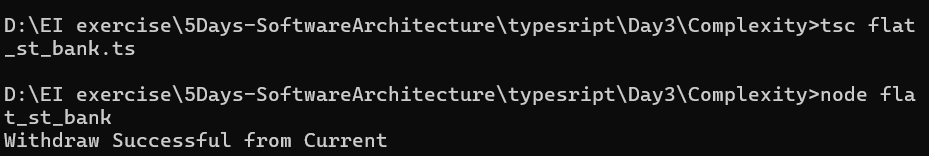 D:\EI exercise\5Days-SoftwareArchitecture\typesript\Day3\Complexity>tsc flat
_st_bank.ts
D:\EI exercise\5Days-SoftwareArchitecture\typesript\Day3\Complexity>node fla
t_st_bank
Withdraw Successful from Current